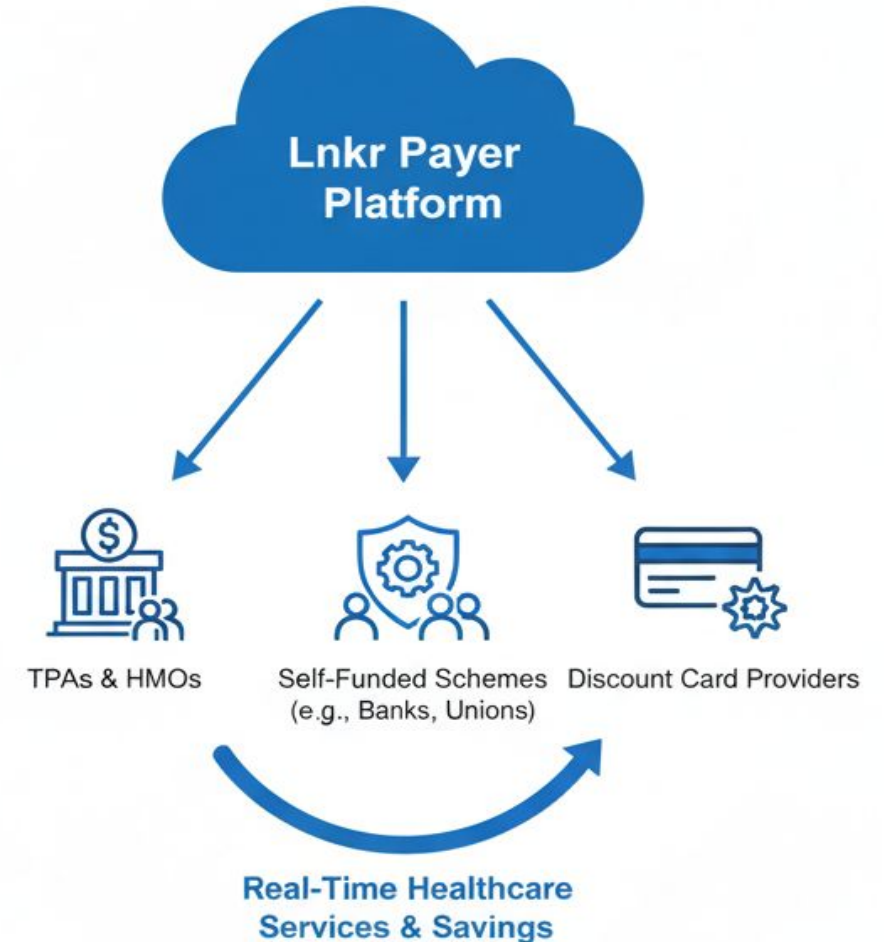 Lnkr Payer
Platform
$
TPAs & HMOs
Self-Funded Schemes
(e.g., Banks, Unions)
Discount Card Providers
Real-Time Healthcare
Services & Savings